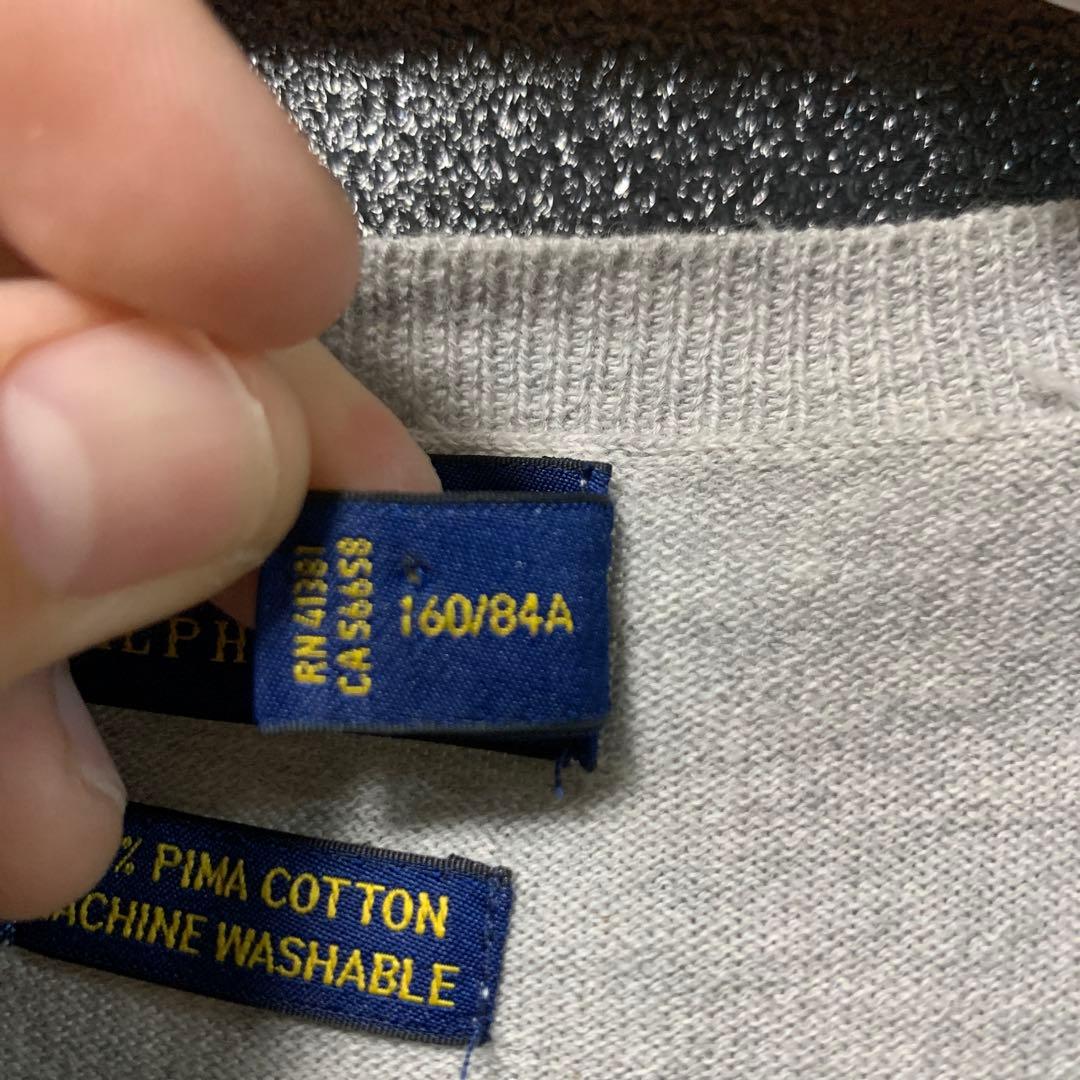 RN 41381
CA 56658
160/84A
% PIMA COTTON
MACHINE WASHABLE